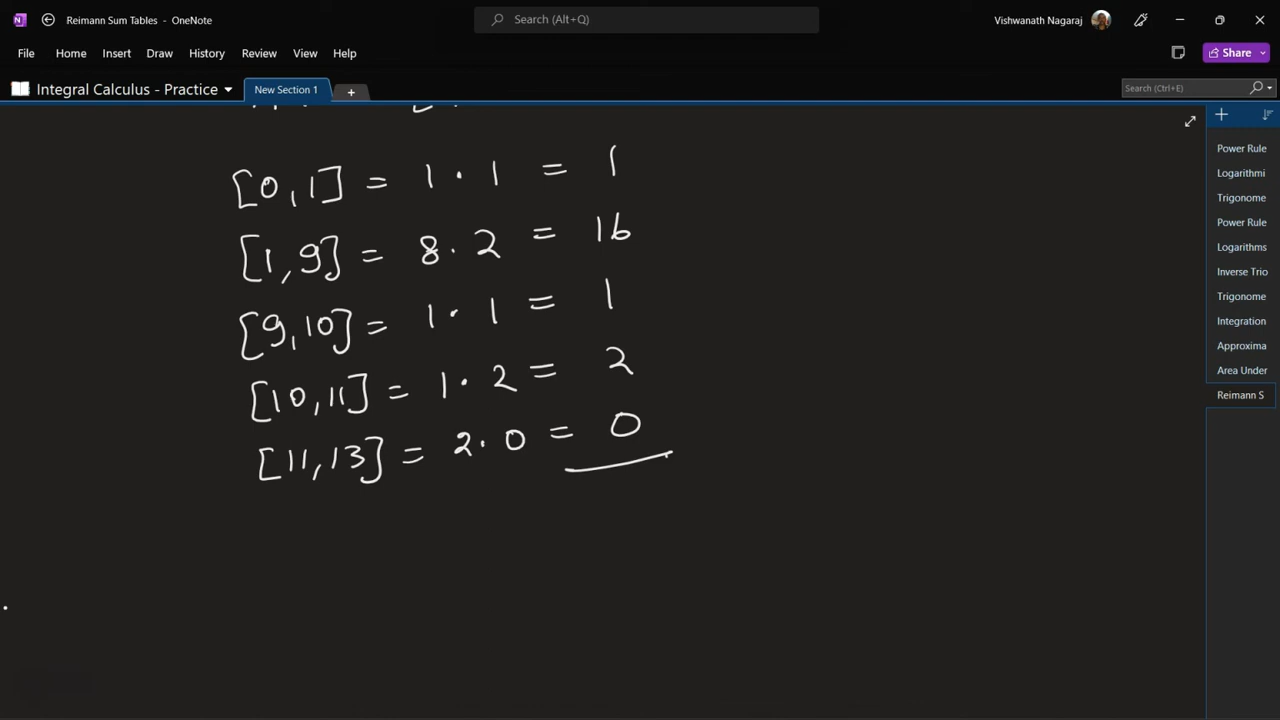 Reimann Sum Tables - OneNote
Search (Alt+Q)
Vishwanath Nagaraj
File Home Insert Draw History Review View Help
Share
Integral Calculus - Practice
New Section 1
+
Search (Ctrl+E)
[0,1] = 1 · 1 = 1
[1,9] = 8 · 2 = 16
[9,10] = 1 · 1 = 1
[10,11] = 1 · 2 = 2
[11,13] = 2 · 0 = 0
Power Rule
Logarithmi
Trigonome
Power Rule
Logarithms
Inverse Trio
Trigonome
Integration
Approxima
Area Under
Reimann S